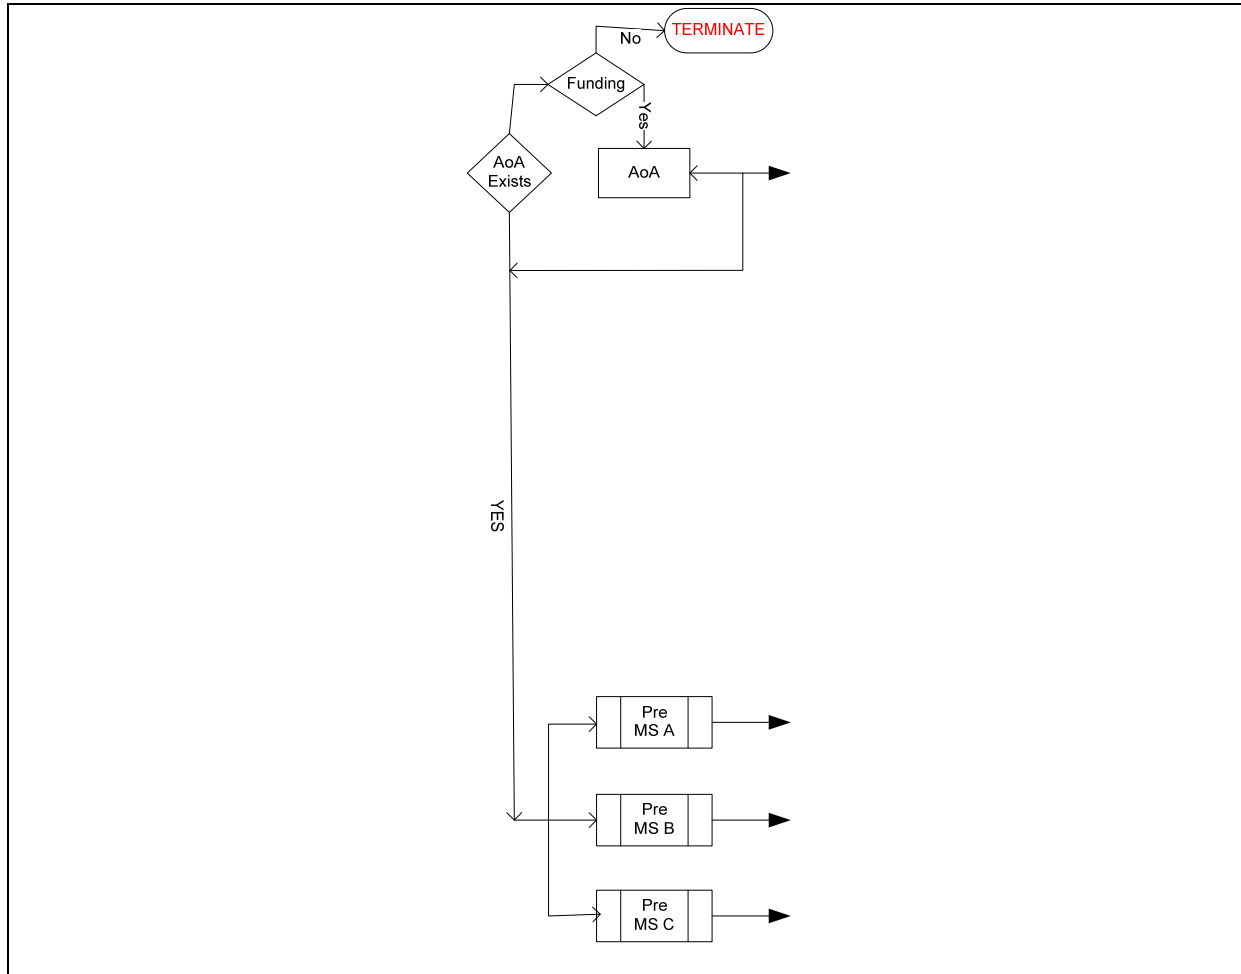 TERMINATE
No
Funding
Yes
AoA
Exists
AoA
YES
Pre
MS A
Pre
MS B
Pre
MS C